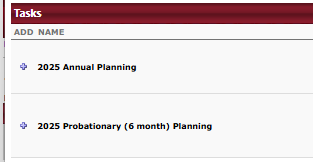 Tasks
ADD NAME
2025 Annual Planning
2025 Probationary (6 month) Planning